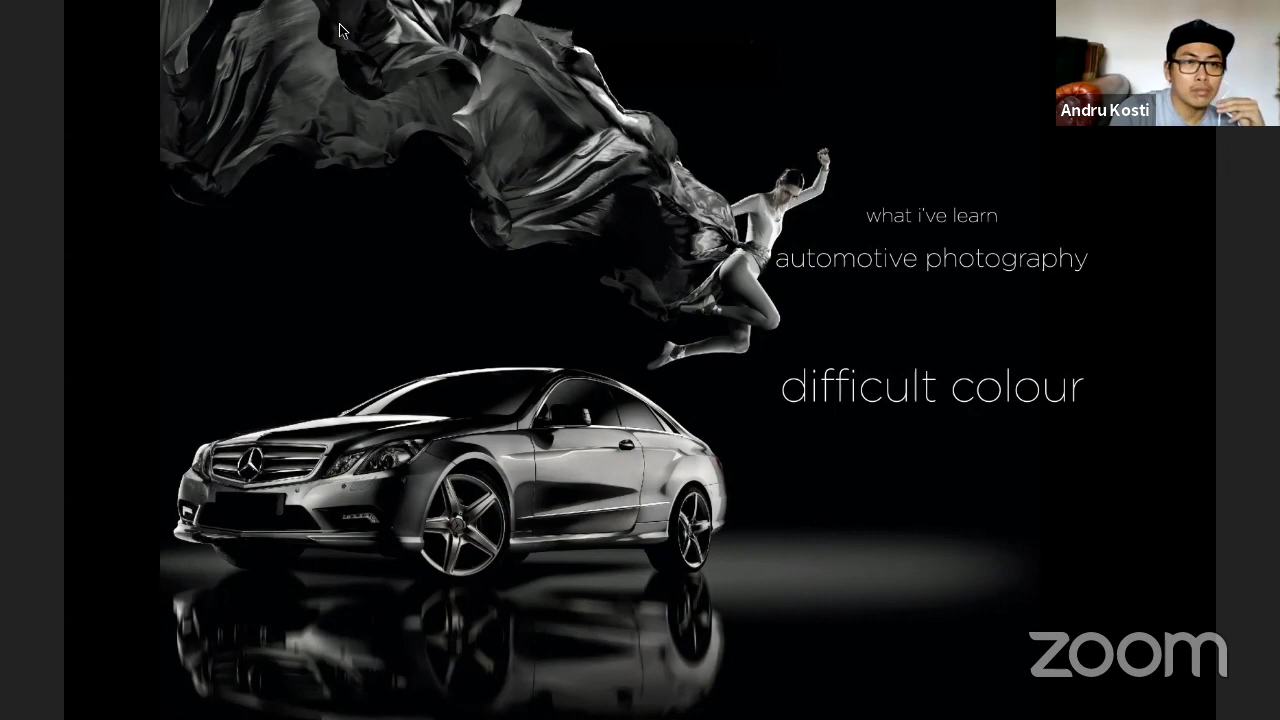 Andru Kosti
what i've learn
automotive photography
difficult colour
zoom